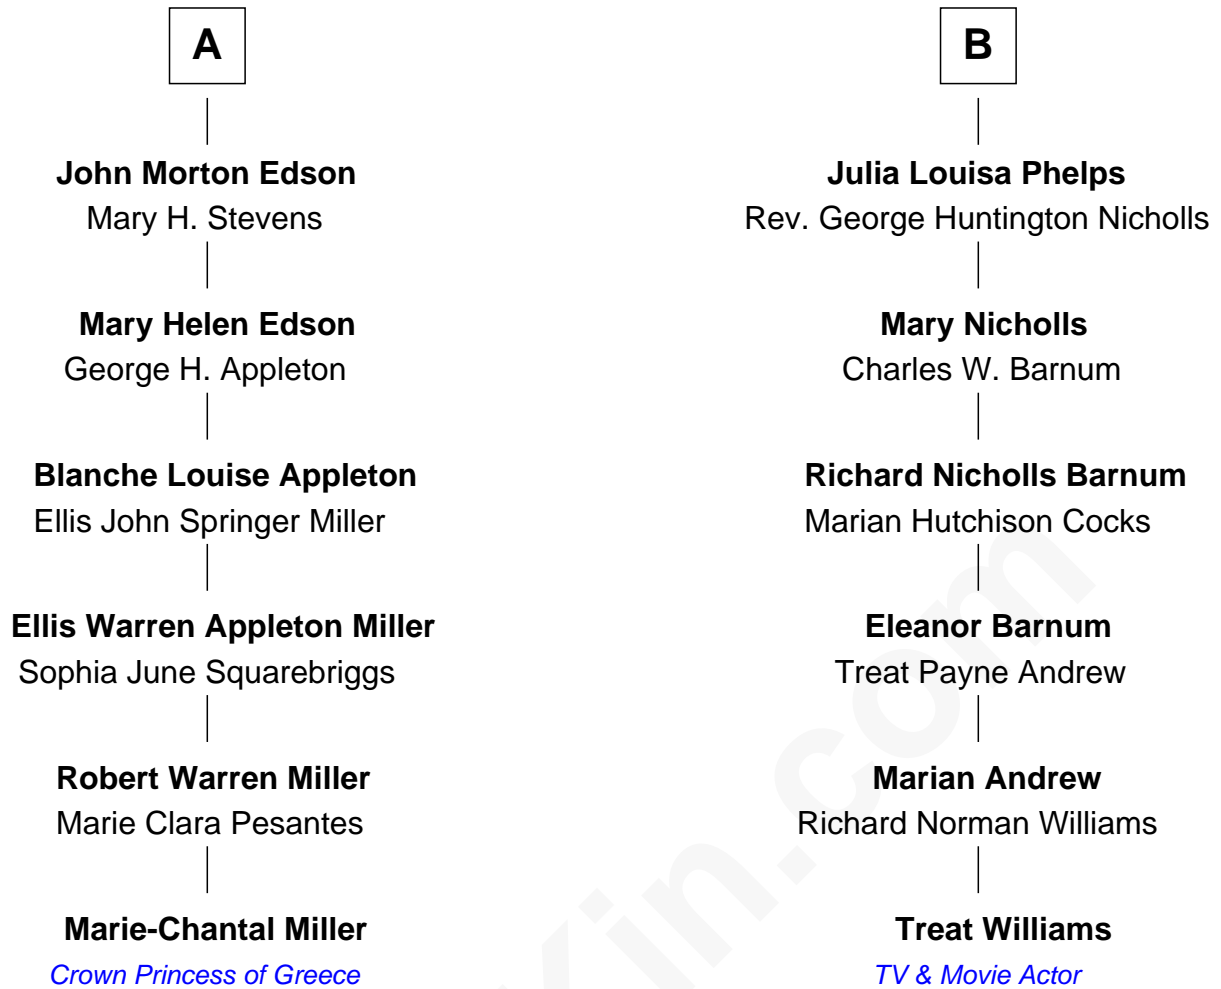 A
John Morton Edson
Mary H. Stevens
Mary Helen Edson
George H. Appleton
Blanche Louise Appleton
Ellis John Springer Miller
Ellis Warren Appleton Miller
Sophia June Squarebriggs
Robert Warren Miller
Marie Clara Pesantes
Marie-Chantal Miller
Crown Princess of Greece
B
Julia Louisa Phelps
Rev. George Huntington Nicholls
Mary Nicholls
Charles W. Barnum
Richard Nicholls Barnum
Marian Hutchison Cocks
Eleanor Barnum
Treat Payne Andrew
Marian Andrew
Richard Norman Williams
Treat Williams
TV & Movie Actor
Kin.com